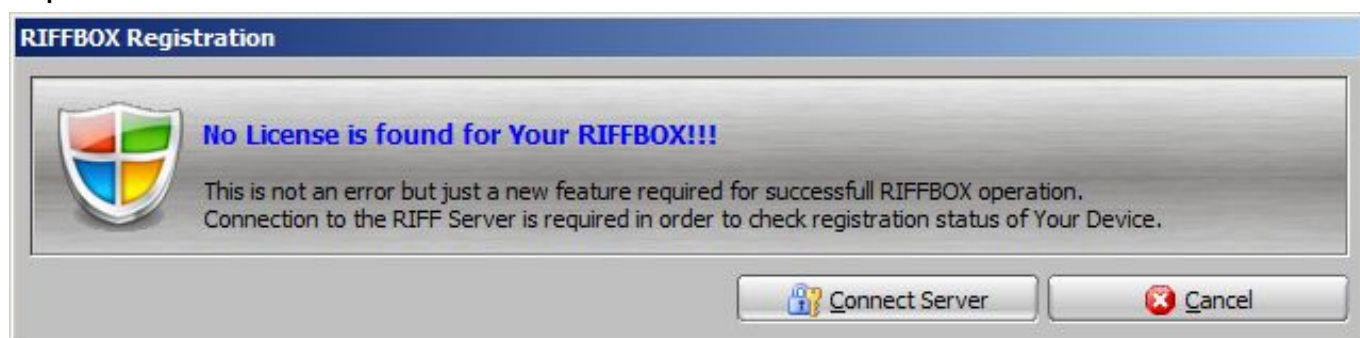 RIFFBOX Registration
No License is found for Your RIFFBOX!!!
This is not an error but just a new feature required for successfull RIFFBOX operation.
Connection to the RIFF Server is required in order to check registration status of Your Device.
Connect Server
Cancel